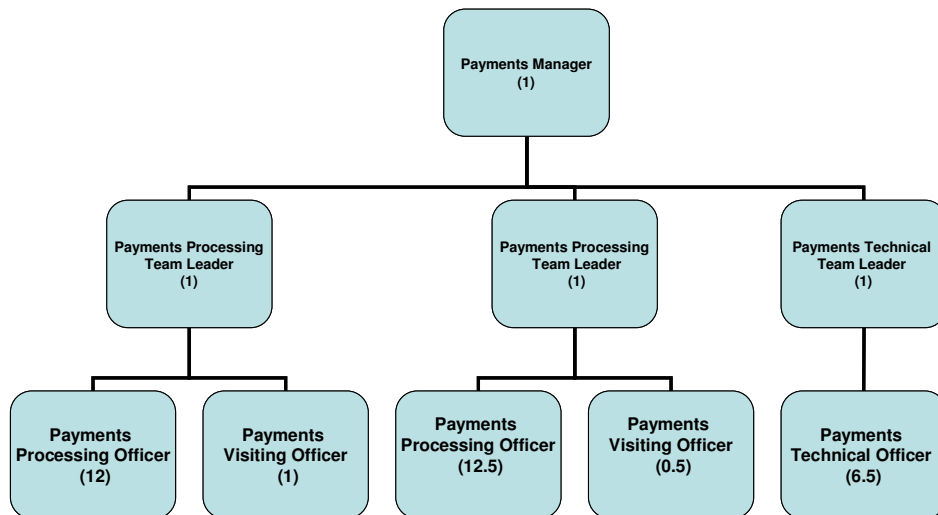 Payments Manager
(1)
Payments Processing
Team Leader
(1)
Payments Processing
Team Leader
(1)
Payments Technical
Team Leader
(1)
Payments
Processing Officer
(12)
Payments
Visiting Officer
(1)
Payments
Processing Officer
(12.5)
Payments
Visiting Officer
(0.5)
Payments
Technical Officer
(6.5)